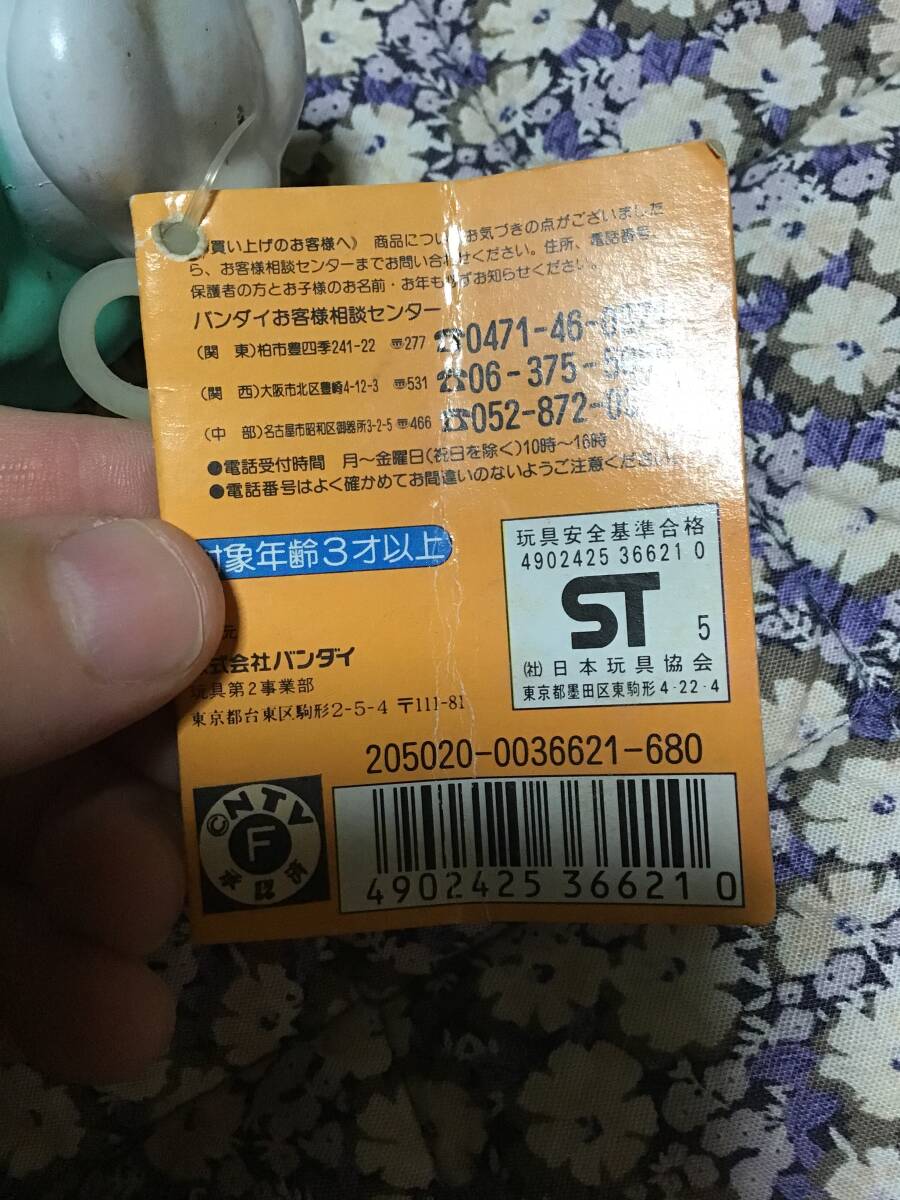 買い上げのお客様へ》 商品につい お気づきの点がございました
ら、お客様相談センターまでお問い合わせください。住所、電話番号、
保護者の方とお子様のお名前・お年も必ずお知らせください。
バンダイお客様相談センター
(関 東)柏市豊四季241-22 〠277 ☎0471-46-
(関 西)大阪市北区豊崎4-12-3 〠531 ☎06-375-
(中 部)名古屋市昭和区御器所3-2-5 〠466 ☎052-872-
●電話受付時間 月〜金曜日(祝日を除く)10時〜16時
●電話番号はよく確かめてお間違いのないようご注意ください。
対象年齢3才以上
玩具安全基準合格
4902425 36621 0
ST 5
(社)日本玩具協会
東京都墨田区東駒形4-22-4
元
株式会社バンダイ
玩具第2事業部
東京都台東区駒形2-5-4 〒111-81
205020-0036621-680
©NTV
F
承認済
4902425 366210